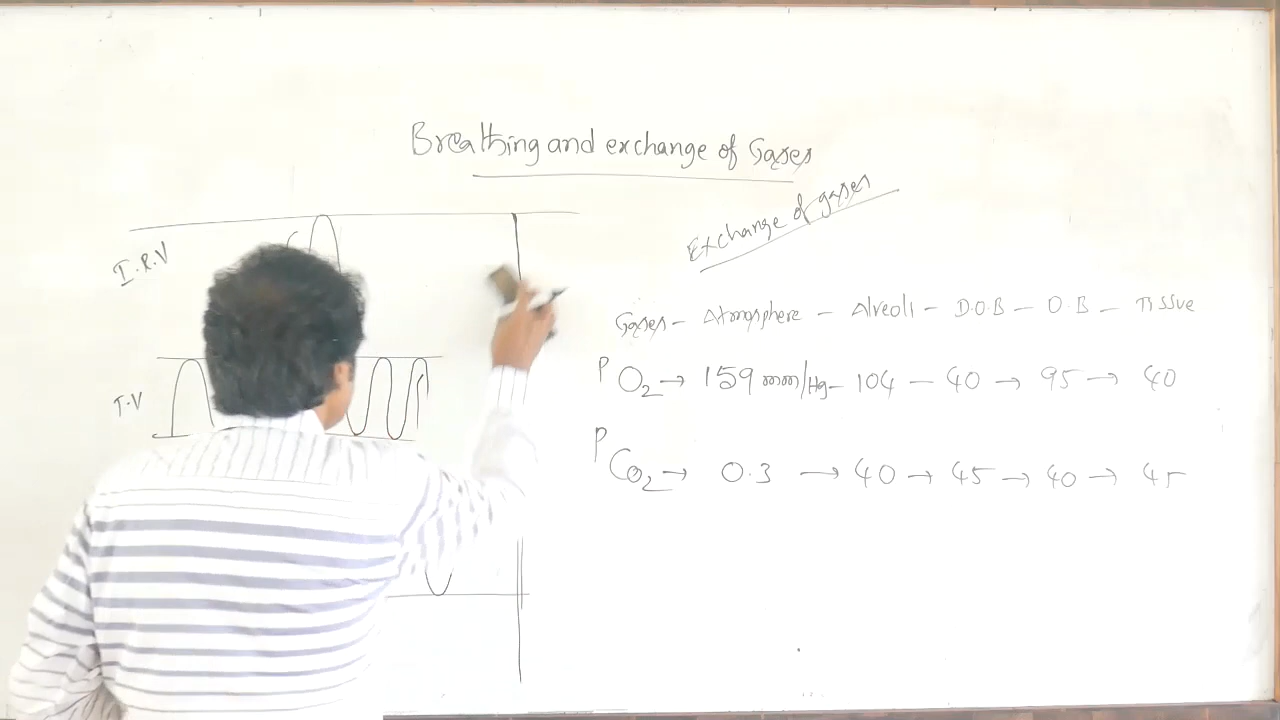 Breathing and exchange of Gases
Exchange of gases
I.R.V
T.V
Gases - Atmosphere - Alveoli - D.O.B - O.B - Tissue
PO2 → 159 mm/Hg - 104 - 40 → 95 → 40
PCO2 → 0.3 → 40 → 45 → 40 → 45